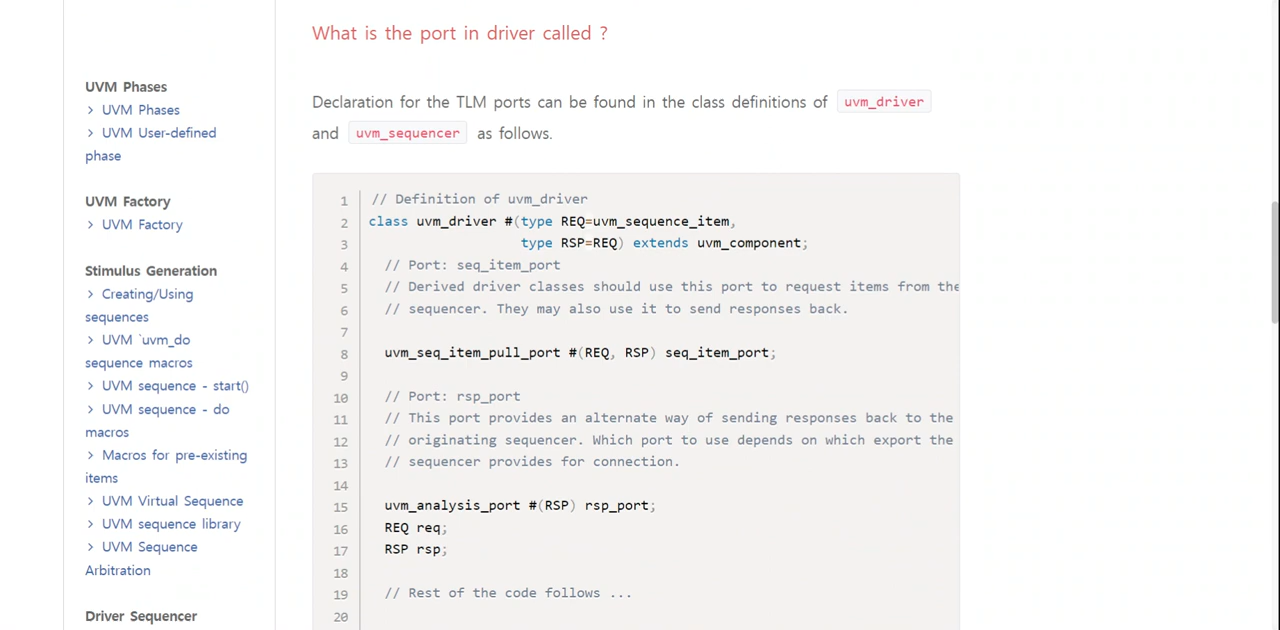 UVM Phases
> UVM Phases
> UVM User-defined
phase
UVM Factory
> UVM Factory
Stimulus Generation
> Creating/Using
sequences
> UVM `uvm_do
sequence macros
> UVM sequence - start()
> UVM sequence - do
macros
> Macros for pre-existing
items
> UVM Virtual Sequence
> UVM sequence library
> UVM Sequence
Arbitration
Driver Sequencer
What is the port in driver called ?
Declaration for the TLM ports can be found in the class definitions of uvm_driver
and uvm_sequencer as follows.
1 // Definition of uvm_driver
2 class uvm_driver #(type REQ=uvm_sequence_item,
3 type RSP=REQ) extends uvm_component;
4 // Port: seq_item_port
5 // Derived driver classes should use this port to request items from the
6 // sequencer. They may also use it to send responses back.
7
8 uvm_seq_item_pull_port #(REQ, RSP) seq_item_port;
9
10 // Port: rsp_port
11 // This port provides an alternate way of sending responses back to the
12 // originating sequencer. Which port to use depends on which export the
13 // sequencer provides for connection.
14
15 uvm_analysis_port #(RSP) rsp_port;
16 REQ req;
17 RSP rsp;
18
19 // Rest of the code follows ...
20